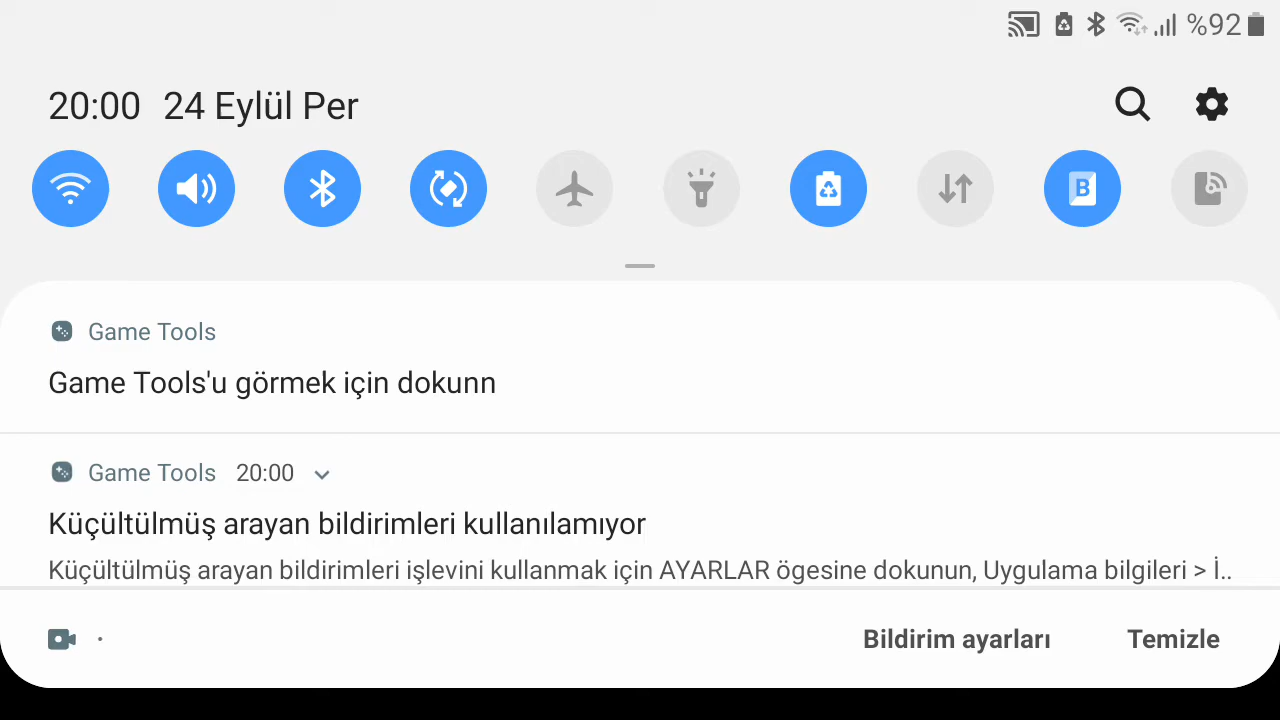 %92
20:00 24 Eylül Per
B
Game Tools
Game Tools'u görmek için dokunn
Game Tools 20:00
Küçültülmüş arayan bildirimleri kullanılamıyor
Küçültülmüş arayan bildirimleri işlevini kullanmak için AYARLAR ögesine dokunun, Uygulama bilgileri > İ..
Bildirim ayarları Temizle